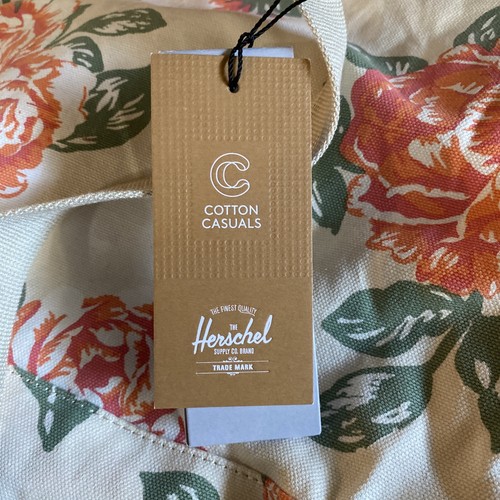 COTTON
CASUALS
THE FINEST QUALITY
THE
Herschel
SUPPLY CO. BRAND
TRADE MARK